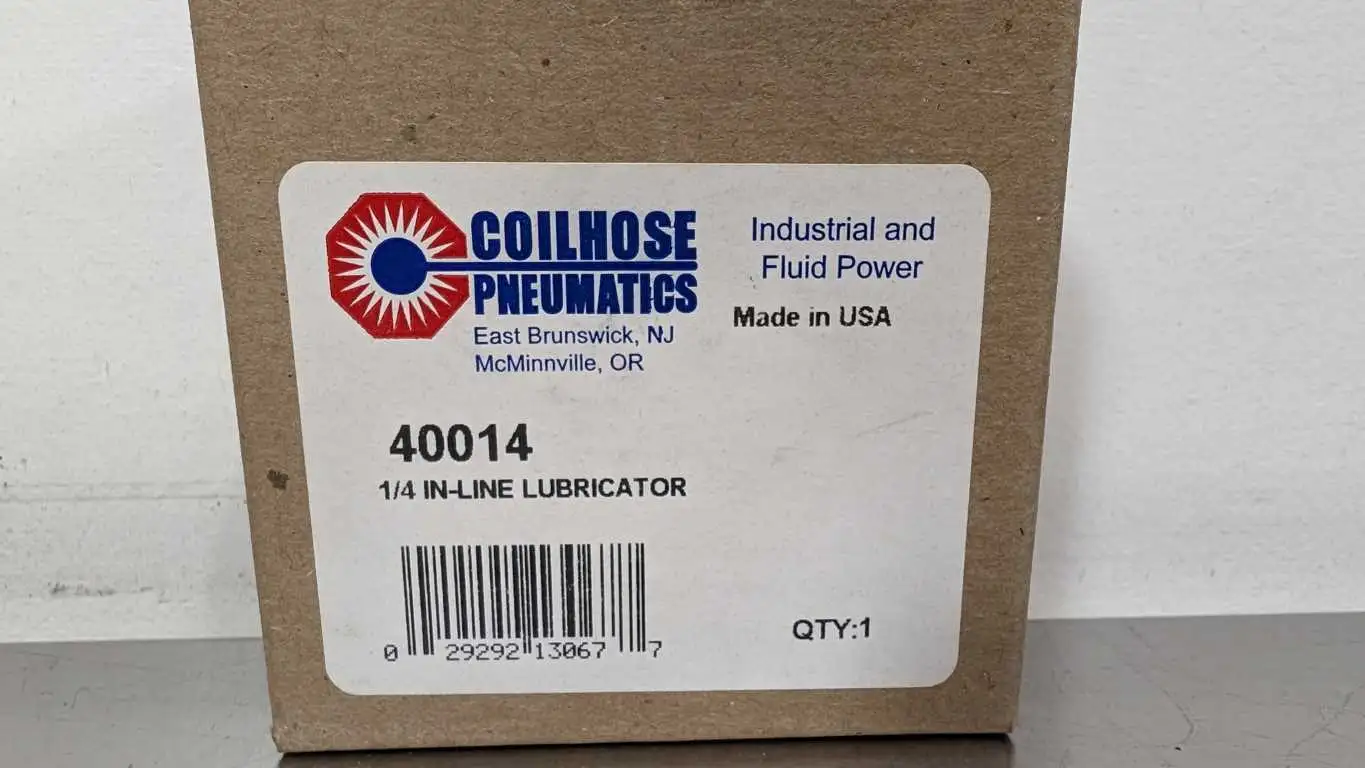 COILHOSE
PNEUMATICS
East Brunswick, NJ
McMinnville, OR
Industrial and
Fluid Power
Made in USA
40014
1/4 IN-LINE LUBRICATOR
0 29292 13067 7
QTY:1